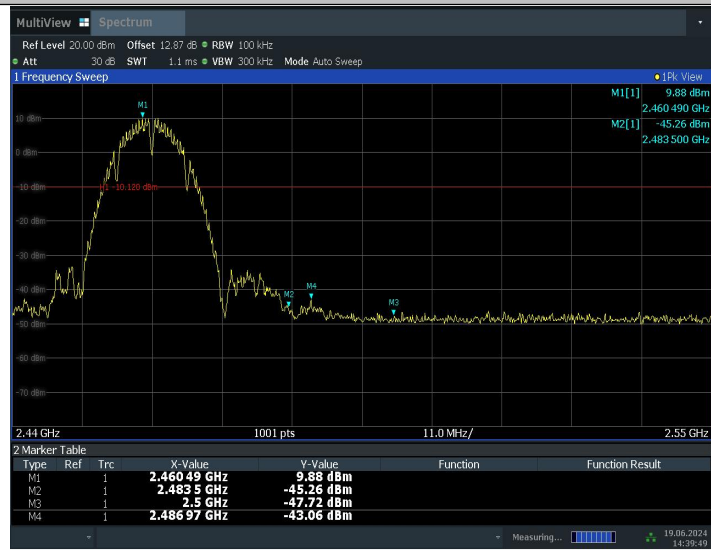 MultiView Spectrum
Ref Level 20.00 dBm Offset 12.87 dB RBW 100 kHz
Att 30 dB SWT 1.1 ms VBW 300 kHz Mode Auto Sweep
1 Frequency Sweep 1Pk View
M1[1] 9.88 dBm
2.460 490 GHz
M2[1] -45.26 dBm
2.483 500 GHz
M1
10 dBm
0 dBm
-10 dBm
H1 -10.120 dBm
-20 dBm
-30 dBm
-40 dBm
M2 M4 M3
-50 dBm
-60 dBm
-70 dBm
2.44 GHz 1001 pts 11.0 MHz/ 2.55 GHz
2 Marker Table
Type Ref Trc X-Value Y-Value Function Function Result
M1 1 2.460 49 GHz 9.88 dBm
M2 1 2.483 5 GHz -45.26 dBm
M3 1 2.5 GHz -47.72 dBm
M4 1 2.486 97 GHz -43.06 dBm
Measuring... 19.06.2024
14:39:49